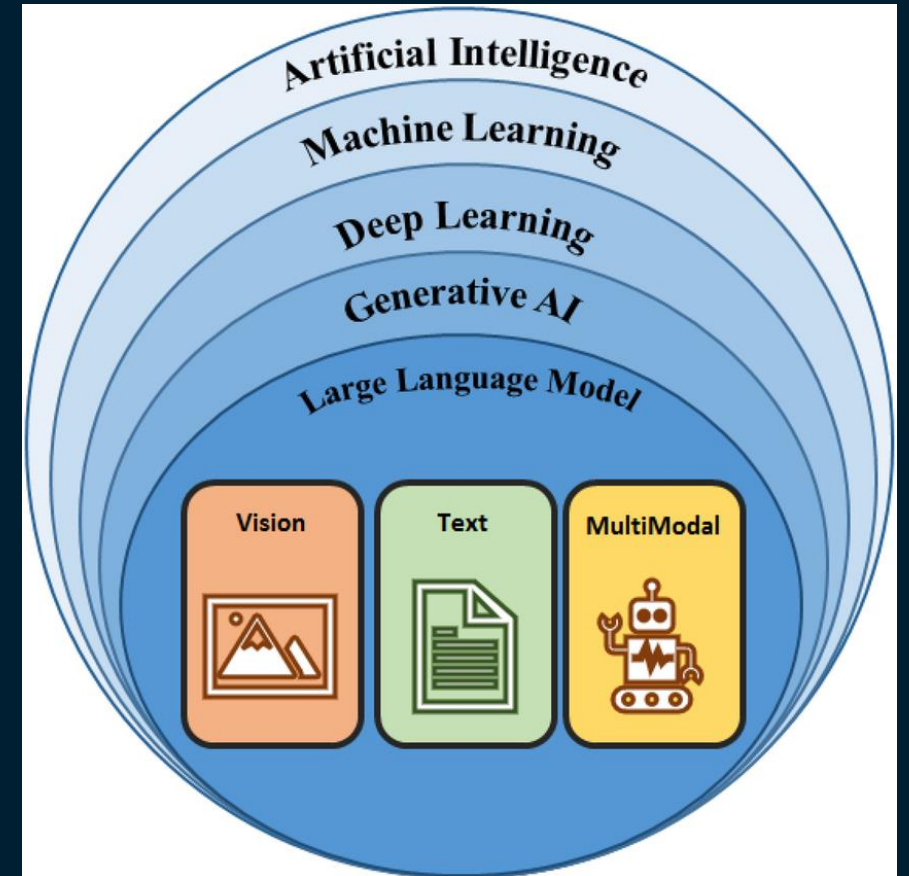 Artificial Intelligence
Machine Learning
Deep Learning
Generative AI
Large Language Model
Vision
Text
MultiModal